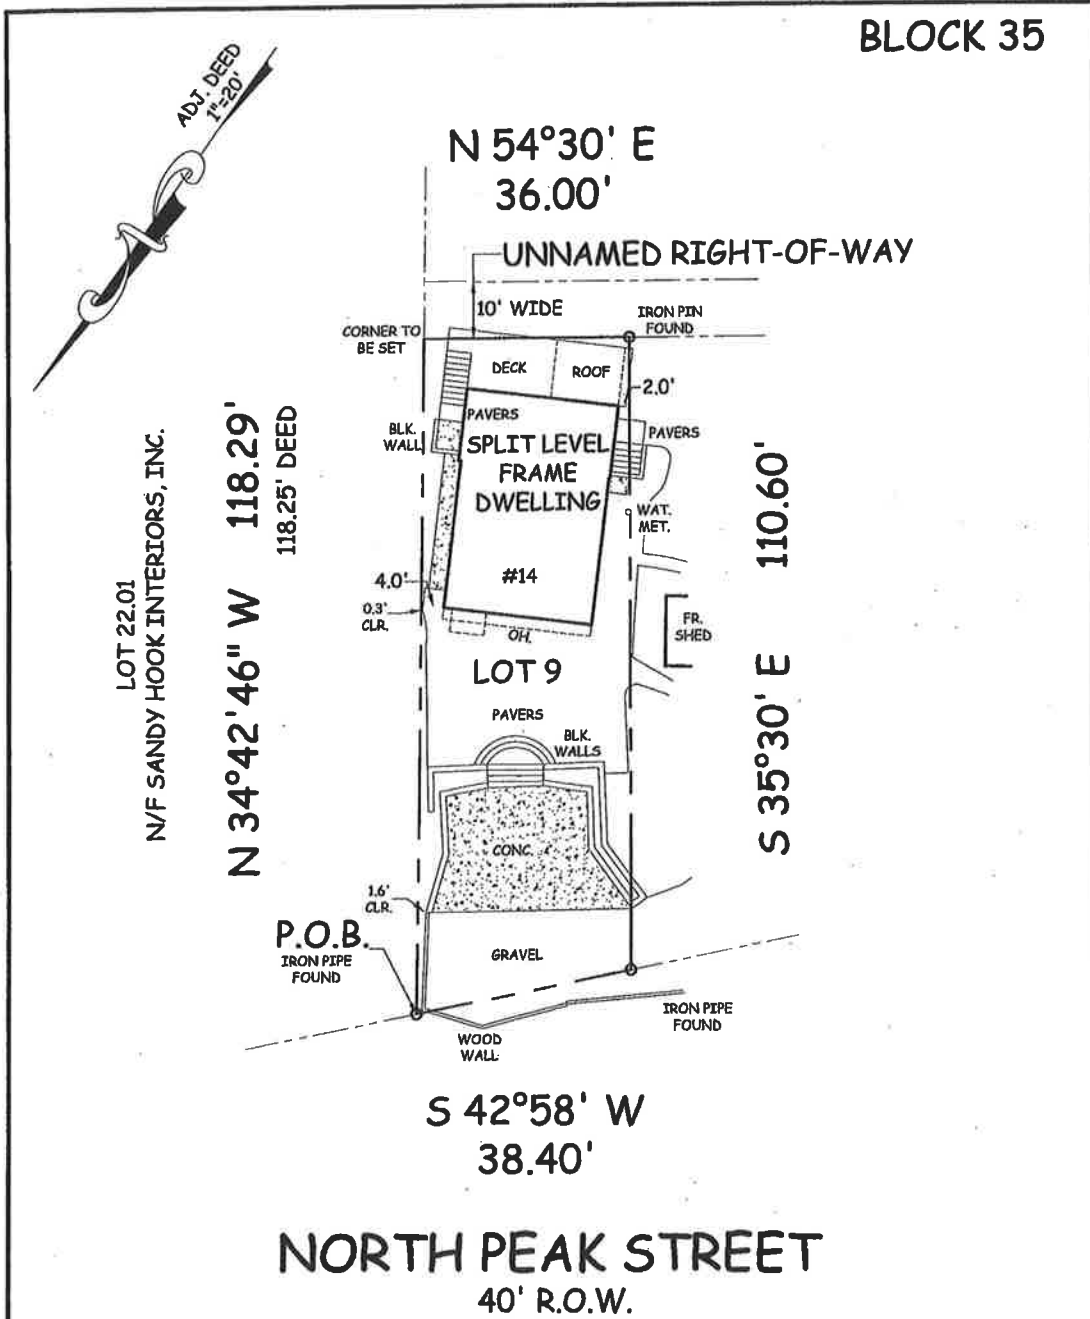 BLOCK 35
ADJ. DEED
1"=20'
N 54°30' E
36.00'
UNNAMED RIGHT-OF-WAY
10' WIDE
IRON PIN
FOUND
CORNER TO
BE SET
DECK
ROOF
2.0'
PAVERS
BLK.
WALL
PAVERS
SPLIT LEVEL
FRAME
DWELLING
WAT.
MET.
#14
4.0'
0.3'
CLR.
OH.
FR.
SHED
LOT 9
LOT 22.01
N/F SANDY HOOK INTERIORS, INC.
N 34°42'46" W 118.29'
118.25' DEED
S 35°30' E 110.60'
PAVERS
BLK.
WALLS
CONC.
1.6'
CLR.
P.O.B.
IRON PIPE
FOUND
GRAVEL
IRON PIPE
FOUND
WOOD
WALL
S 42°58' W
38.40'
NORTH PEAK STREET
40' R.O.W.